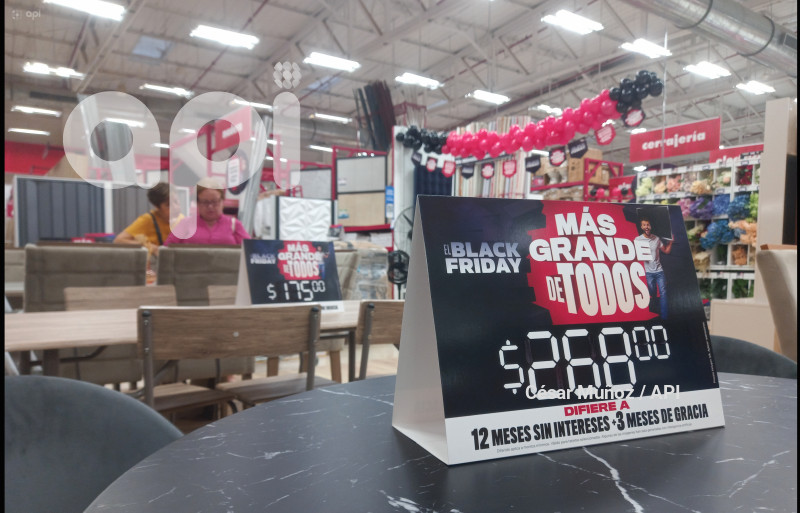 api
api
cerrajería
EL BLACK
FRIDAY
MÁS
GRANDE
DE TODOS
$268.00
César Muñoz / API
DIFIERE A
12 MESES SIN INTERESES + 3 MESES DE GRACIA
BLACK
FRIDAY
MÁS
GRANDE
DE TODOS
$175.00